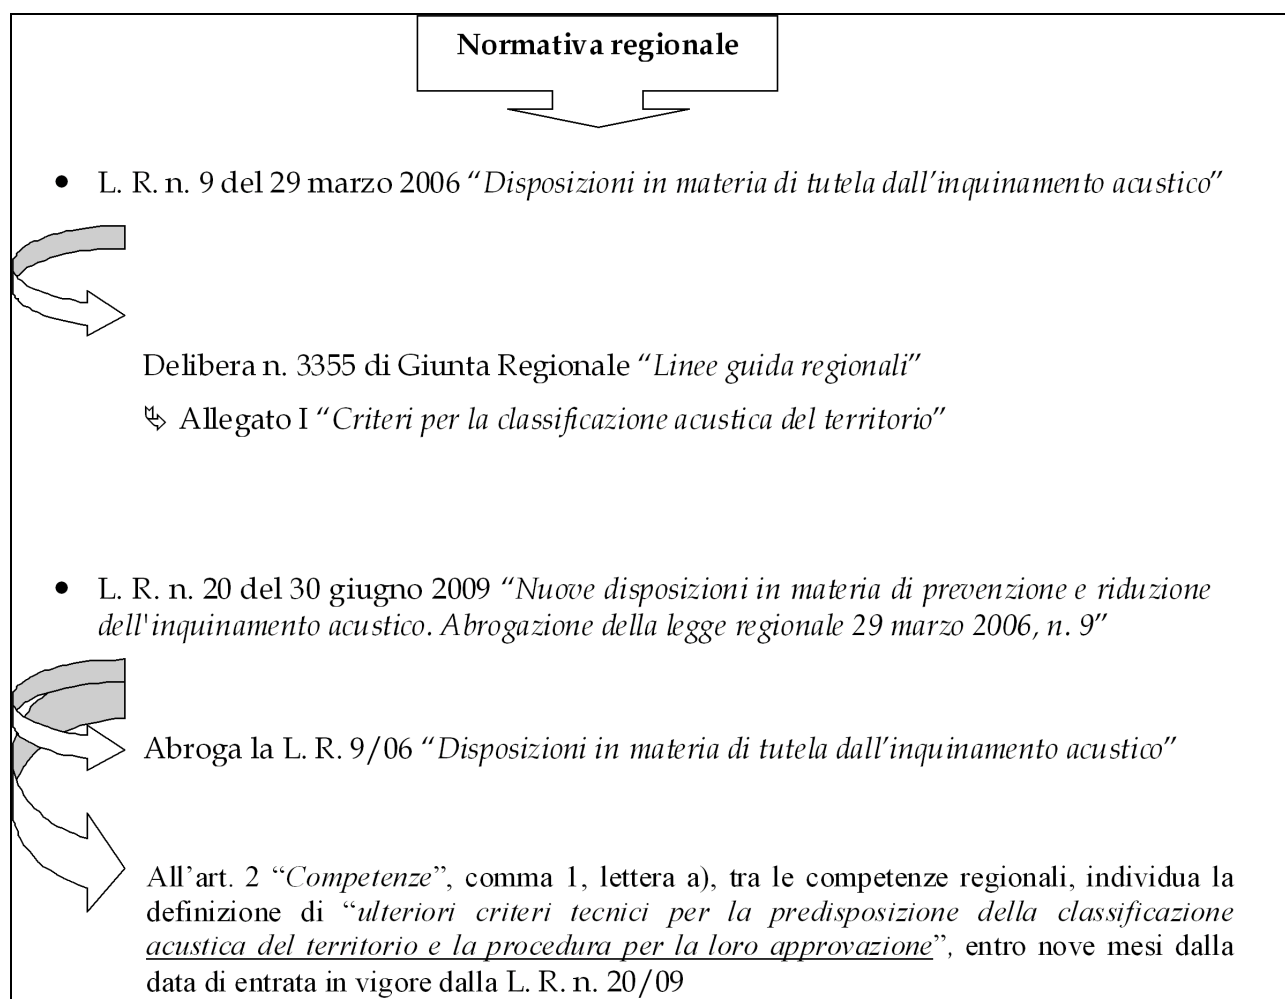 Normativa regionale
• L. R. n. 9 del 29 marzo 2006 “Disposizioni in materia di tutela dall’inquinamento acustico”
Delibera n. 3355 di Giunta Regionale “Linee guida regionali”
↳ Allegato I “Criteri per la classificazione acustica del territorio”
• L. R. n. 20 del 30 giugno 2009 “Nuove disposizioni in materia di prevenzione e riduzione
dell'inquinamento acustico. Abrogazione della legge regionale 29 marzo 2006, n. 9”
Abroga la L. R. 9/06 “Disposizioni in materia di tutela dall’inquinamento acustico”
All’art. 2 “Competenze”, comma 1, lettera a), tra le competenze regionali, individua la
definizione di “ulteriori criteri tecnici per la predisposizione della classificazione
acustica del territorio e la procedura per la loro approvazione”, entro nove mesi dalla
data di entrata in vigore dalla L. R. n. 20/09